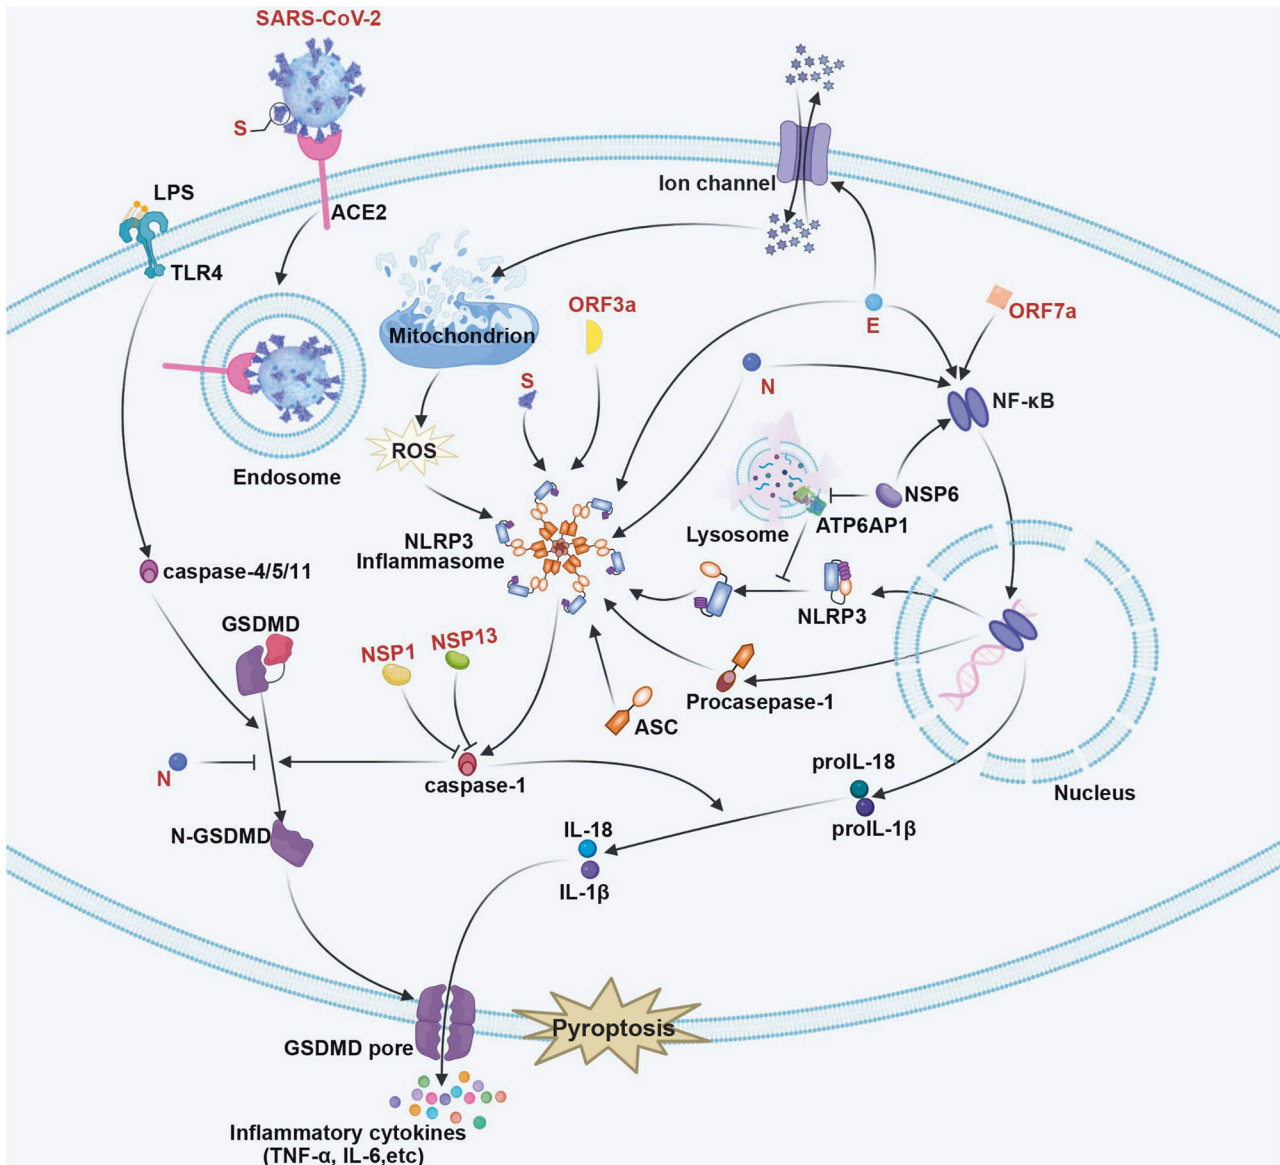 SARS-CoV-2
S
LPS
ACE2
TLR4
Ion channel
Mitochondrion
ORF3a
E
ORF7a
S
N
NF-κB
ROS
Endosome
NSP6
ATP6AP1
Lysosome
NLRP3
Inflammasome
caspase-4/5/11
NLRP3
GSDMD
NSP1
NSP13
Procasepase-1
ASC
N
caspase-1
proIL-18
proIL-1β
Nucleus
N-GSDMD
IL-18
IL-1β
GSDMD pore
Pyroptosis
Inflammatory cytokines
(TNF-α, IL-6,etc)